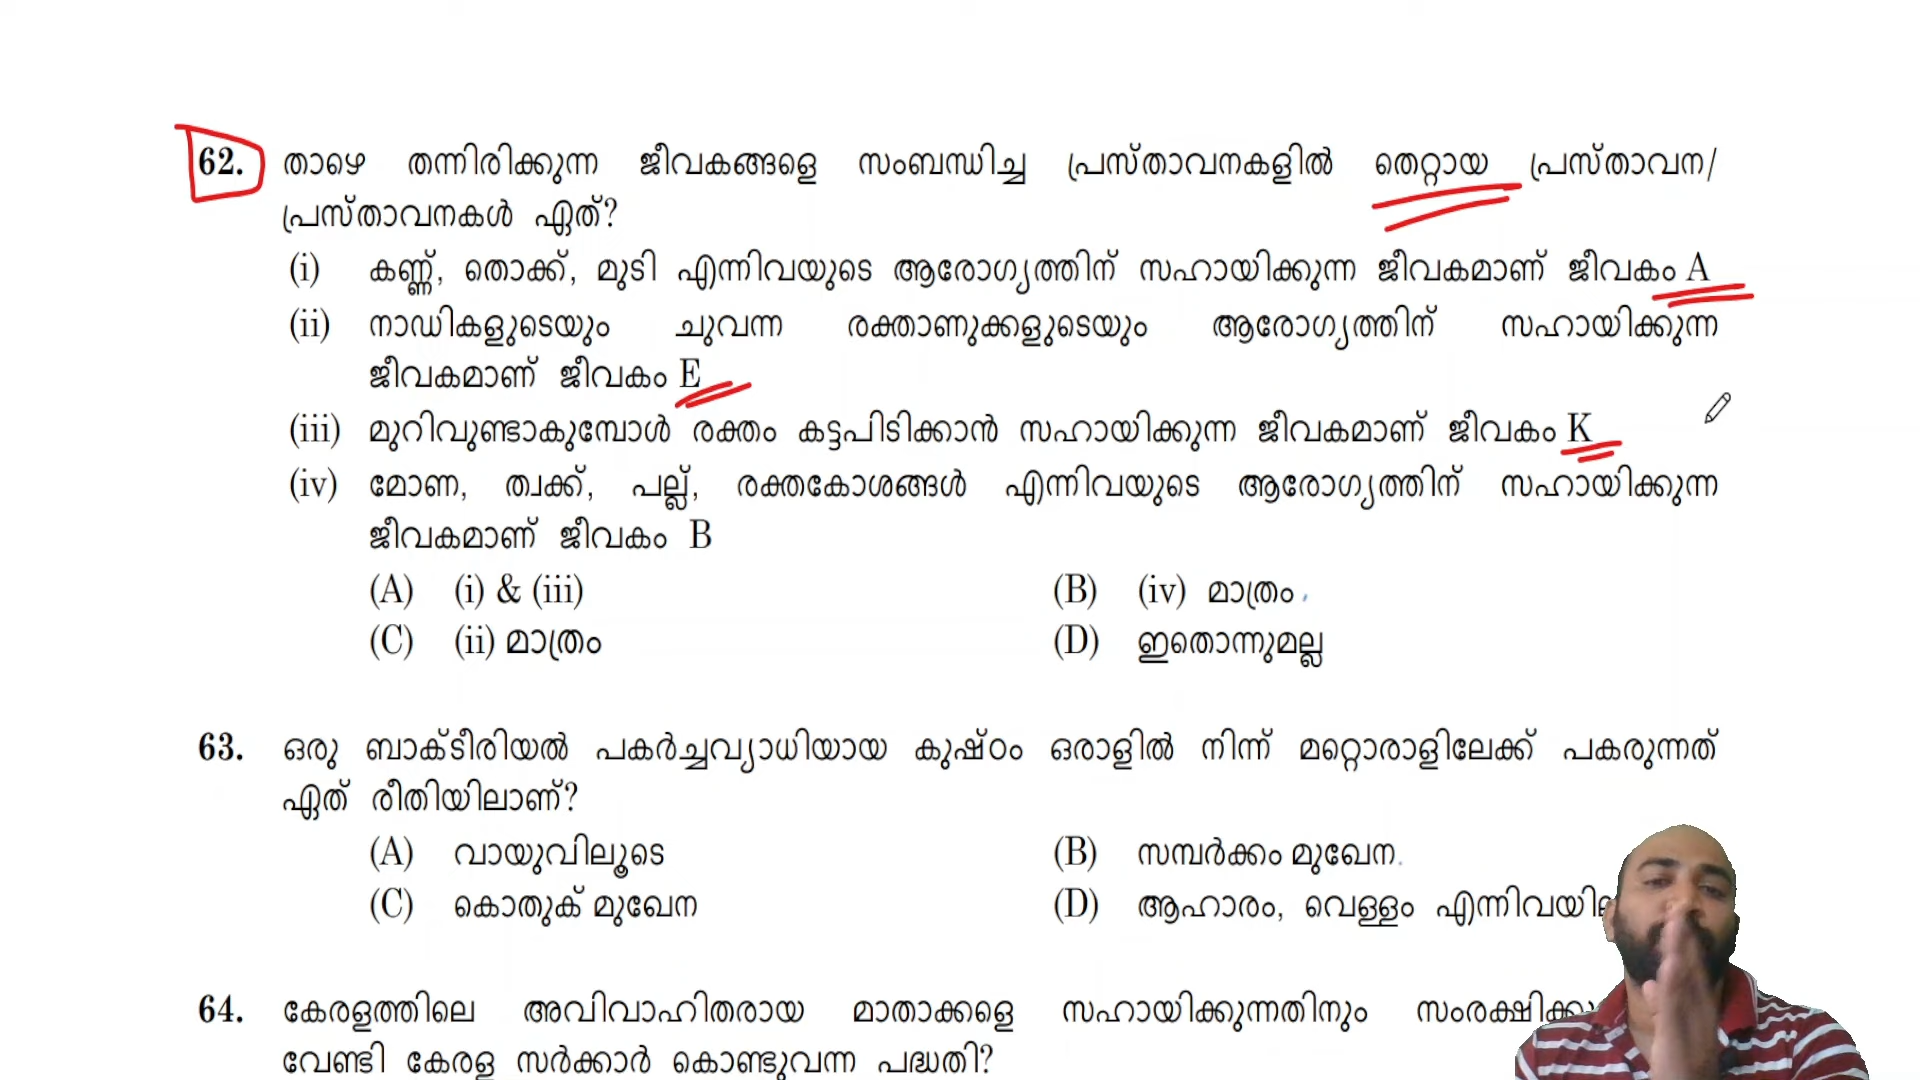 62. താഴെ തന്നിരിക്കുന്ന ജീവകങ്ങളെ സംബന്ധിച്ച പ്രസ്താവനകളിൽ തെറ്റായ പ്രസ്താവന/
പ്രസ്താവനകൾ ഏത്?
(i) കണ്ണ്, തൊക്ക്, മുടി എന്നിവയുടെ ആരോഗ്യത്തിന് സഹായിക്കുന്ന ജീവകമാണ് ജീവകം A
(ii) നാഡികളുടെയും ചുവന്ന രക്താണുക്കളുടെയും ആരോഗ്യത്തിന് സഹായിക്കുന്ന
ജീവകമാണ് ജീവകം E
(iii) മുറിവുണ്ടാകുമ്പോൾ രക്തം കട്ടപിടിക്കാൻ സഹായിക്കുന്ന ജീവകമാണ് ജീവകം K
(iv) മോണ, ത്വക്ക്, പല്ല്, രക്തകോശങ്ങൾ എന്നിവയുടെ ആരോഗ്യത്തിന് സഹായിക്കുന്ന
ജീവകമാണ് ജീവകം B
(A) (i) & (iii) (B) (iv) മാത്രം
(C) (ii) മാത്രം (D) ഇതൊന്നുമല്ല
63. ഒരു ബാക്ടീരിയൽ പകർച്ചവ്യാധിയായ കുഷ്ഠം ഒരാളിൽ നിന്ന് മറ്റൊരാളിലേക്ക് പകരുന്നത്
ഏത് രീതിയിലാണ്?
(A) വായുവിലൂടെ (B) സമ്പർക്കം മുഖേന
(C) കൊതുക് മുഖേന (D) ആഹാരം, വെള്ളം
64. കേരളത്തിലെ അവിവാഹിതരായ മാതാക്കളെ സഹായിക്കുന്നതിനും
വേണ്ടി കേരള സർക്കാർ കൊണ്ടുവന്ന പദ്ധതി?